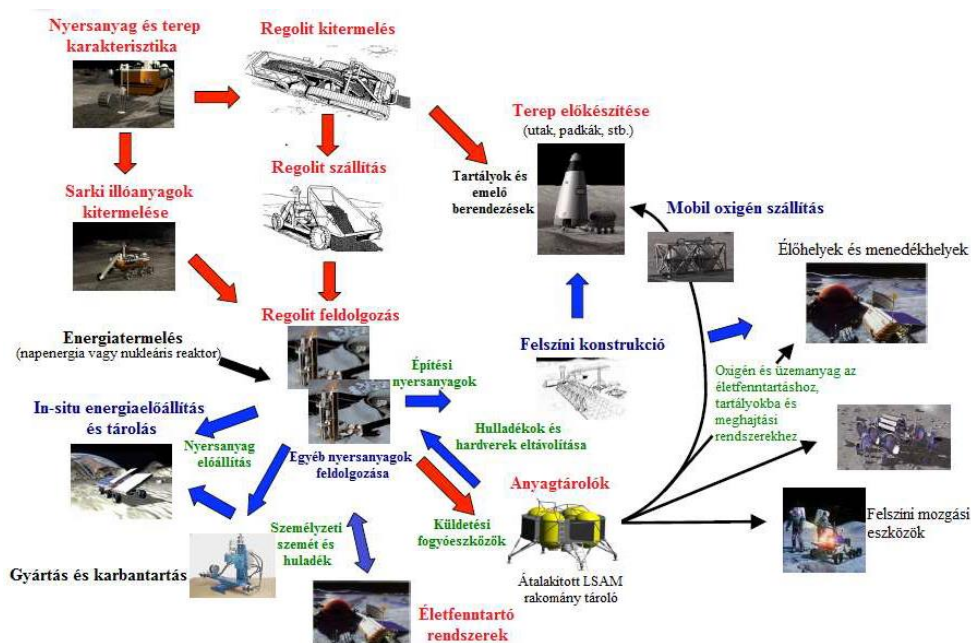 Nyersanyag és terep
karakterisztika
Regolit kitermelés
Terep előkészítése
(utak, padkák, stb.)
Regolit szállítás
Tartályok és
emelő
berendezések
Sarki illóanyagok
kitermelése
Mobil oxigén szállítás
Élőhelyek és menedékhelyek
Regolit feldolgozás
Energiatermelés
(napenergia vagy nukleáris reaktor)
Építési
nyersanyagok
Felszíni konstrukció
Oxigén és üzemanyag az
életfenntartáshoz,
tartályokba és
meghajtási
rendszerekhez
In-situ energiaelőállítás
és tárolás
Nyersanyag
előállítás
Egyéb nyersanyagok
feldolgozása
Hulladékok és
hardverek eltávolítása
Anyagtárolók
Felszíni mozgási
eszközök
Személyzeti
szemét és
huladék
Küldetési
fogyóeszközök
Gyártás és karbantartás
Átalakított LSAM
rakomány tároló
Életfenntartó
rendszerek